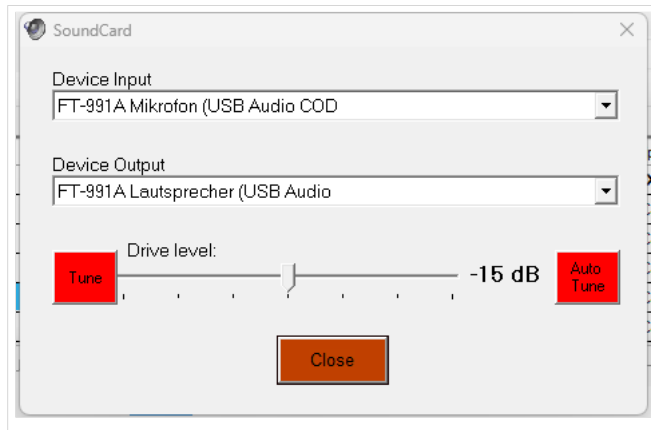 SoundCard
Device Input
FT-991A Mikrofon (USB Audio COD
Device Output
FT-991A Lautsprecher (USB Audio
Drive level:
Tune
-15 dB
Auto
Tune
Close